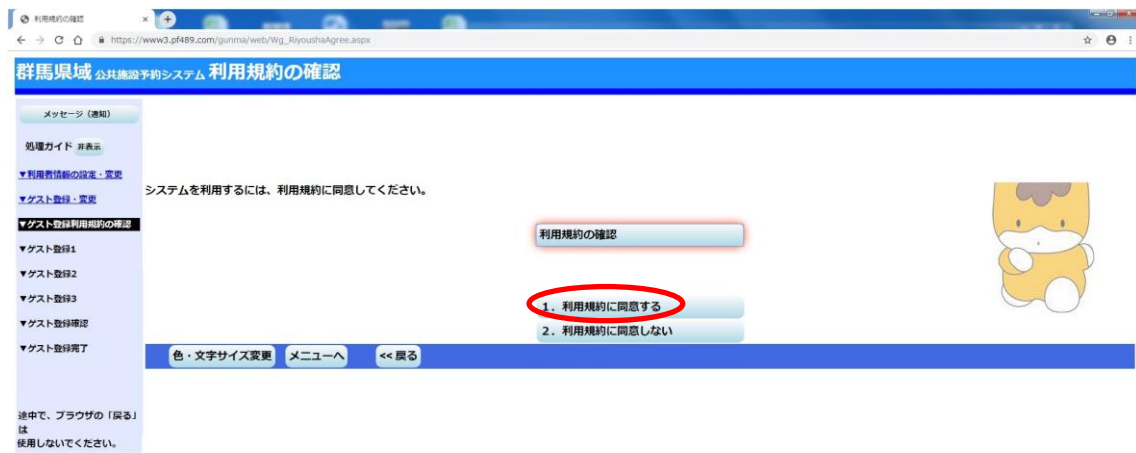 利用規約の確認
https://www3.pf489.com/gunma/web/Wg_RiyoushaAgree.aspx
群馬県域 公共施設予約システム 利用規約の確認
メッセージ（通知）
処理ガイド 非表示
▼利用者情報の設定・変更
▼ゲスト登録・変更
▼ゲスト登録利用規約の確認
▼ゲスト登録1
▼ゲスト登録2
▼ゲスト登録3
▼ゲスト登録確認
▼ゲスト登録完了
途中で、ブラウザの「戻る」
は
使用しないでください。
システムを利用するには、利用規約に同意してください。
利用規約の確認
1．利用規約に同意する
2．利用規約に同意しない
色・文字サイズ変更 メニューへ << 戻る